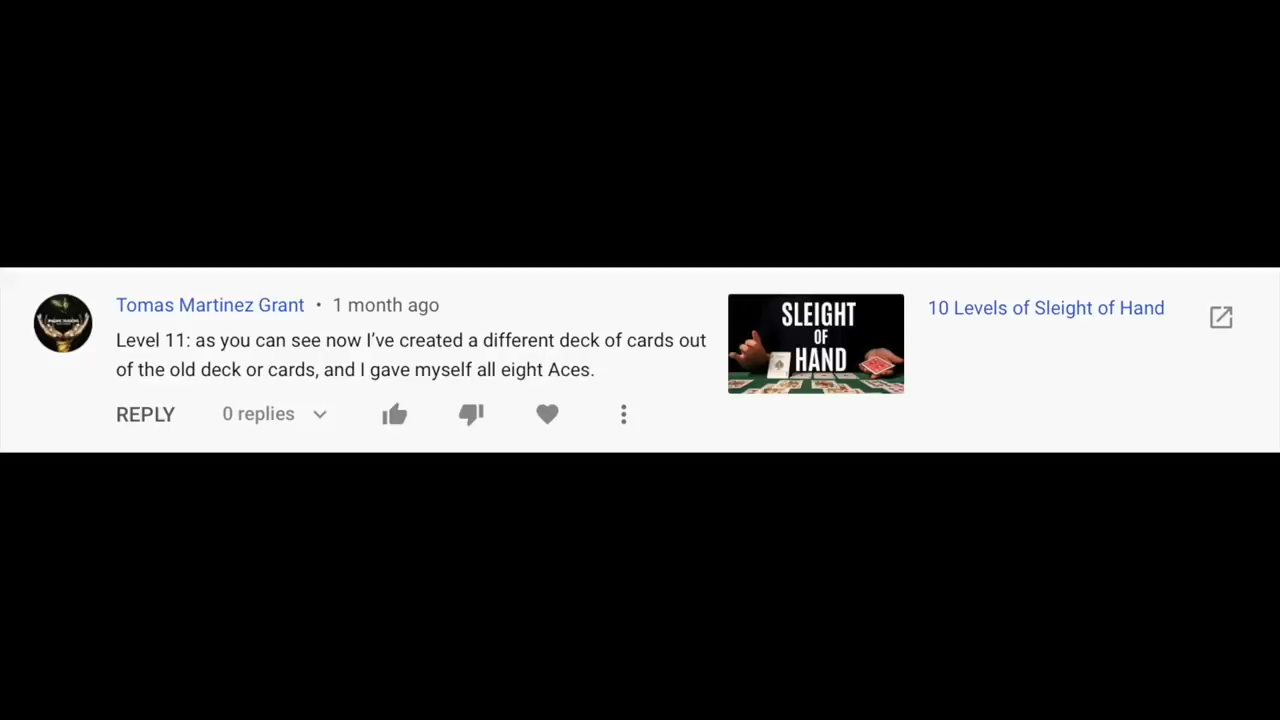 Tomas Martinez Grant • 1 month ago
Level 11: as you can see now I've created a different deck of cards out
of the old deck or cards, and I gave myself all eight Aces.
REPLY 0 replies
SLEIGHT
OF
HAND
10 Levels of Sleight of Hand